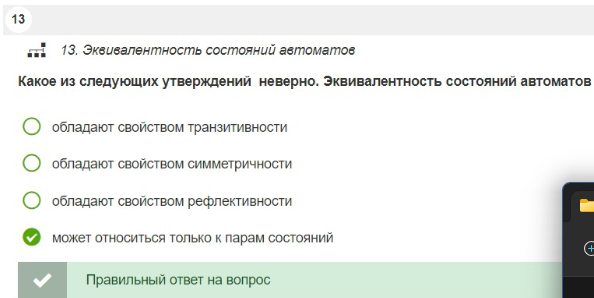 13
13. Эквивалентность состояний автоматов
Какое из следующих утверждений неверно. Эквивалентность состояний автоматов
обладают свойством транзитивности
обладают свойством симметричности
обладают свойством рефлективности
может относиться только к парам состояний
Правильный ответ на вопрос